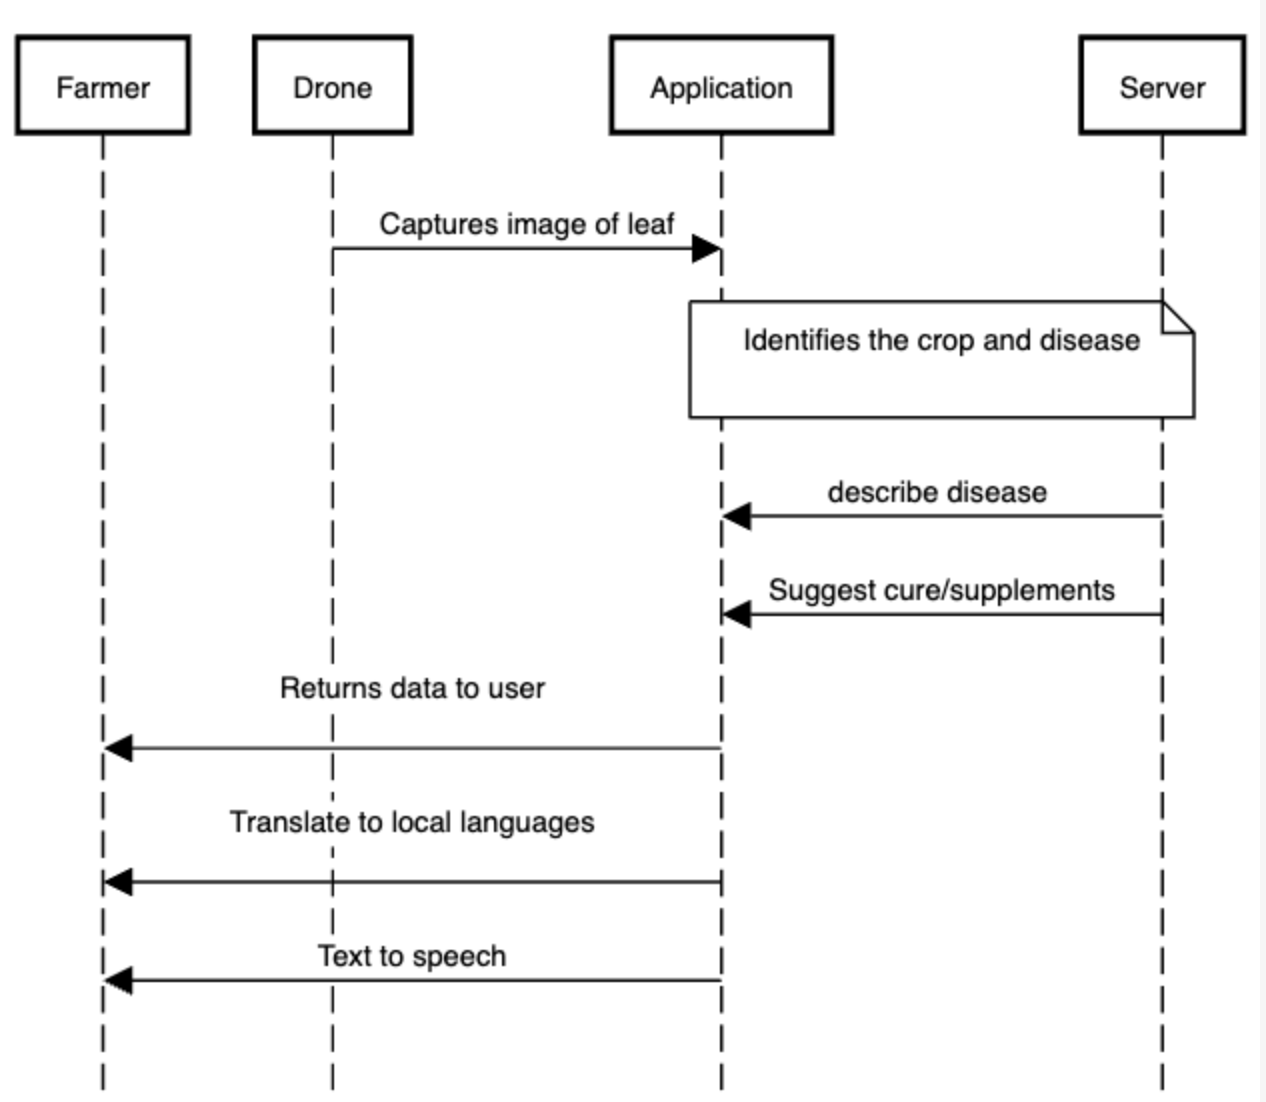 Farmer
Drone
Application
Server
Captures image of leaf
Identifies the crop and disease
describe disease
Suggest cure/supplements
Returns data to user
Translate to local languages
Text to speech